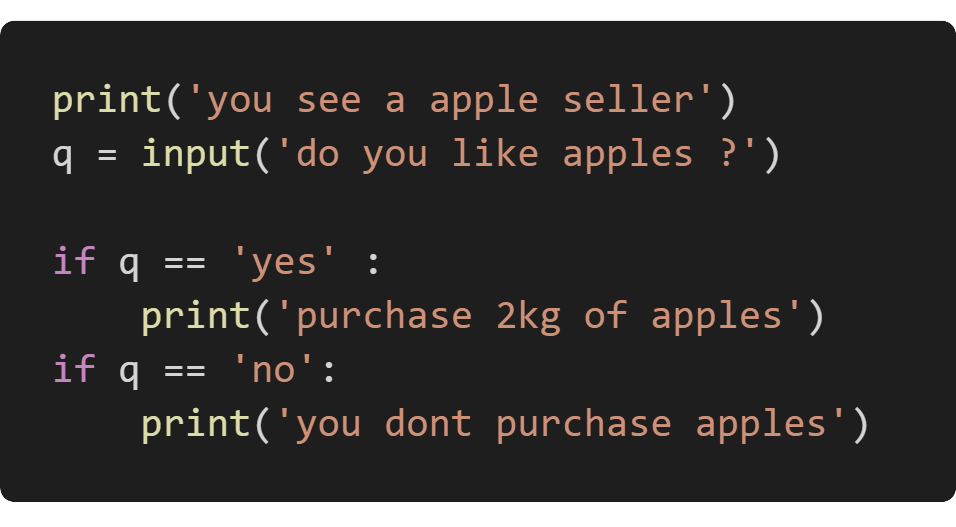 print('you see a apple seller')
q = input('do you like apples ?')
if q == 'yes' :
    print('purchase 2kg of apples')
if q == 'no':
    print('you dont purchase apples')